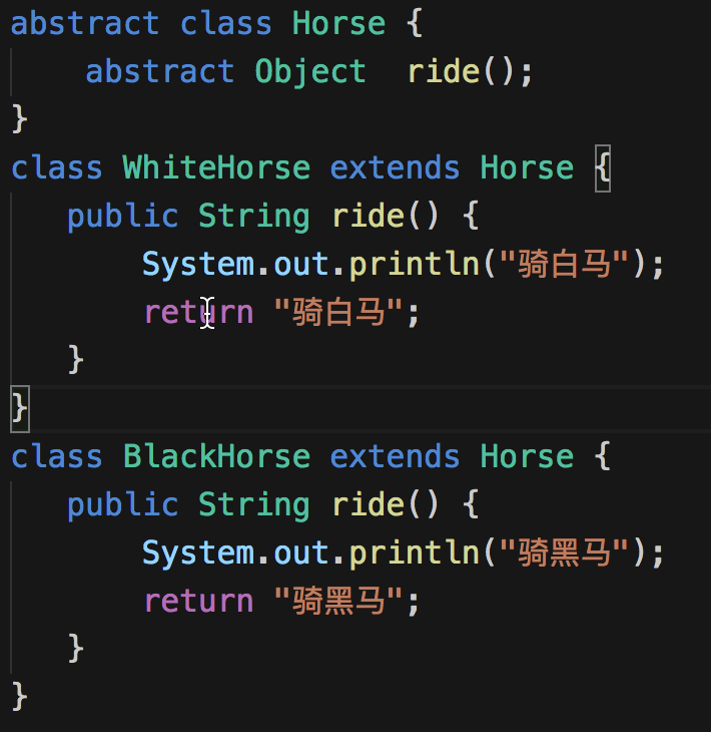 abstract class Horse {
    abstract Object  ride();
}
class WhiteHorse extends Horse {
   public String ride() {
       System.out.println("骑白马");
       return "骑白马";
   }
}
class BlackHorse extends Horse {
   public String ride() {
       System.out.println("骑黑马");
       return "骑黑马";
   }
}